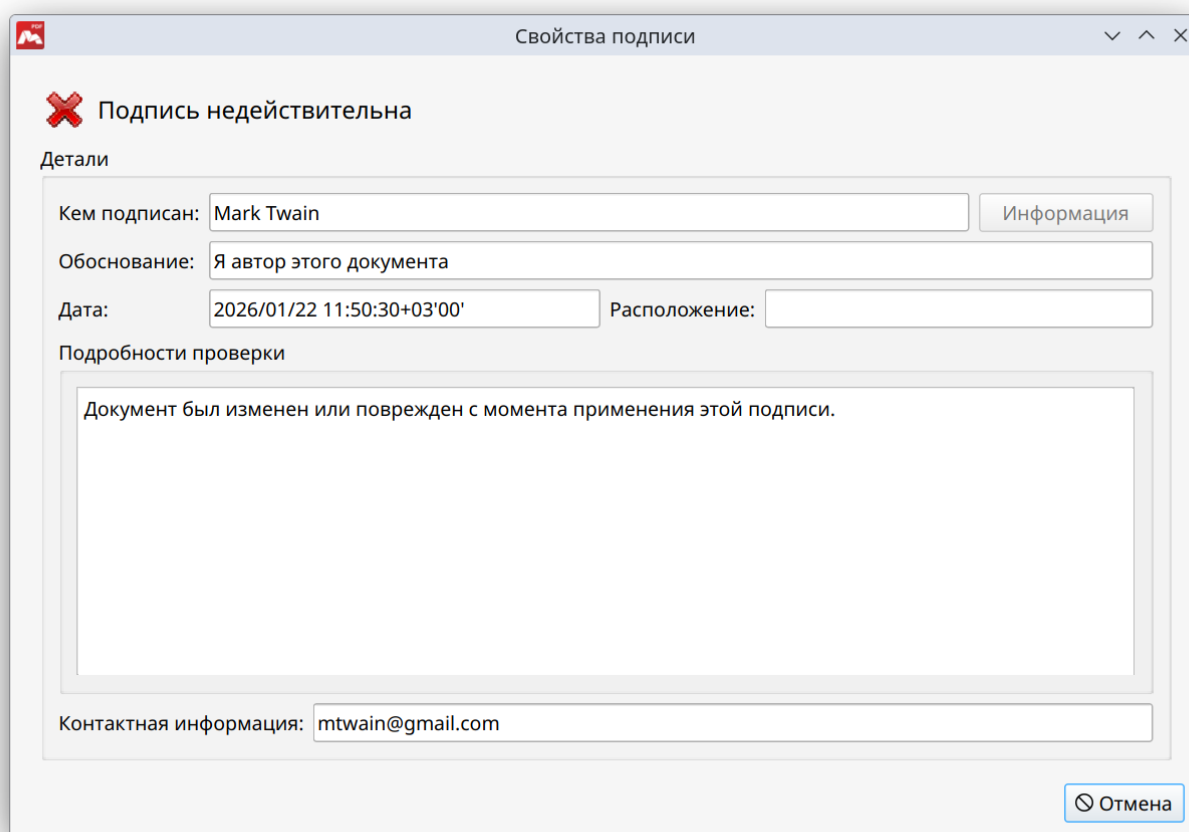 PDF
Свойства подписи
Подпись недействительна
Детали
Кем подписан: Mark Twain Информация
Обоснование: Я автор этого документа
Дата: 2026/01/22 11:50:30+03'00' Расположение:
Подробности проверки
Документ был изменен или поврежден с момента применения этой подписи.
Контактная информация: mtwain@gmail.com
Отмена